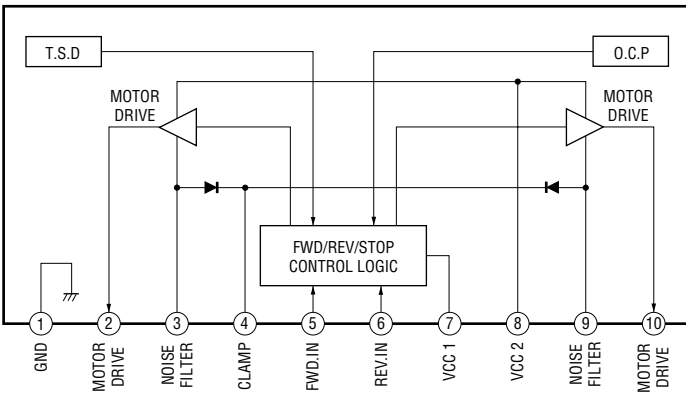 T.S.D
O.C.P
MOTOR
DRIVE
MOTOR
DRIVE
FWD/REV/STOP
CONTROL LOGIC
1
2
3
4
5
6
7
8
9
10
GND
MOTOR
DRIVE
NOISE
FILTER
CLAMP
FWD.IN
REV.IN
VCC 1
VCC 2
NOISE
FILTER
MOTOR
DRIVE